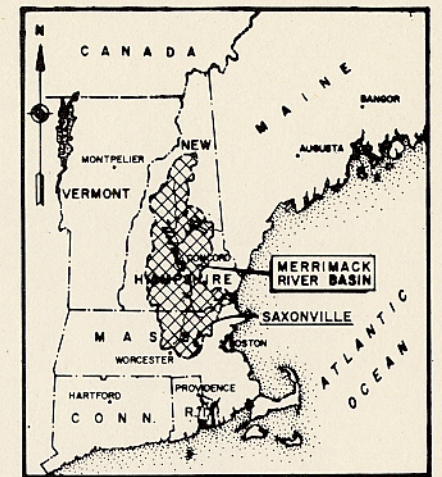 N
CANADA
MAINE
BANGOR
NEW
MONTPELIER
AUGUSTA
VERMONT
CONCORD
HAMPSHIRE
MERRIMACK
RIVER BASIN
SAXONVILLE
MASS.
BOSTON
WORCESTER
ATLANTIC
OCEAN
HARTFORD
PROVIDENCE
CONN.
R.I.